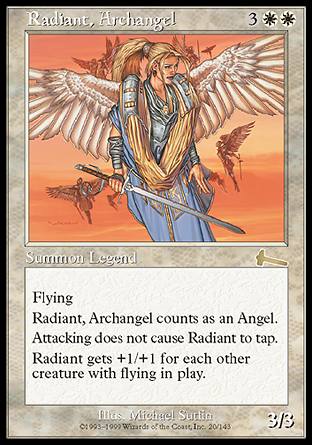 Radiant, Archangel 3
Summon Legend
Flying
Radiant, Archangel counts as an Angel.
Attacking does not cause Radiant to tap.
Radiant gets +1/+1 for each other
creature with flying in play.
Illus. Michael Sutfin
©1993-1999 Wizards of the Coast, Inc. 20/143
3/3